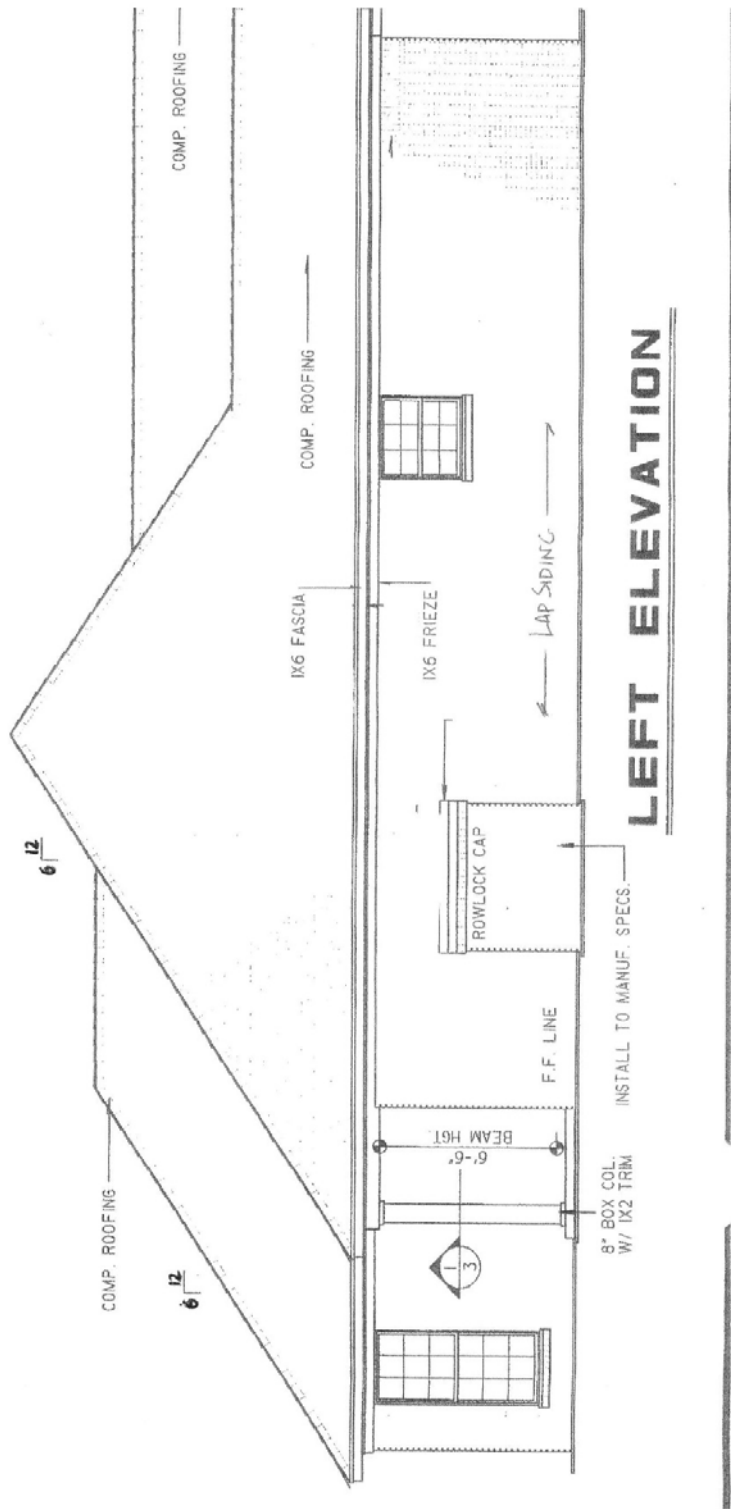 COMP. ROOFING
6 12
COMP. ROOFING
6 12
COMP. ROOFING
1X6 FASCIA
1X6 FRIEZE
ROWLOCK CAP
LAP SIDING
6'-6"
BEAM HGT.
1
3
F.F. LINE
8" BOX COL.
W/ 1X2 TRIM
INSTALL TO MANUF. SPECS.
LEFT ELEVATION